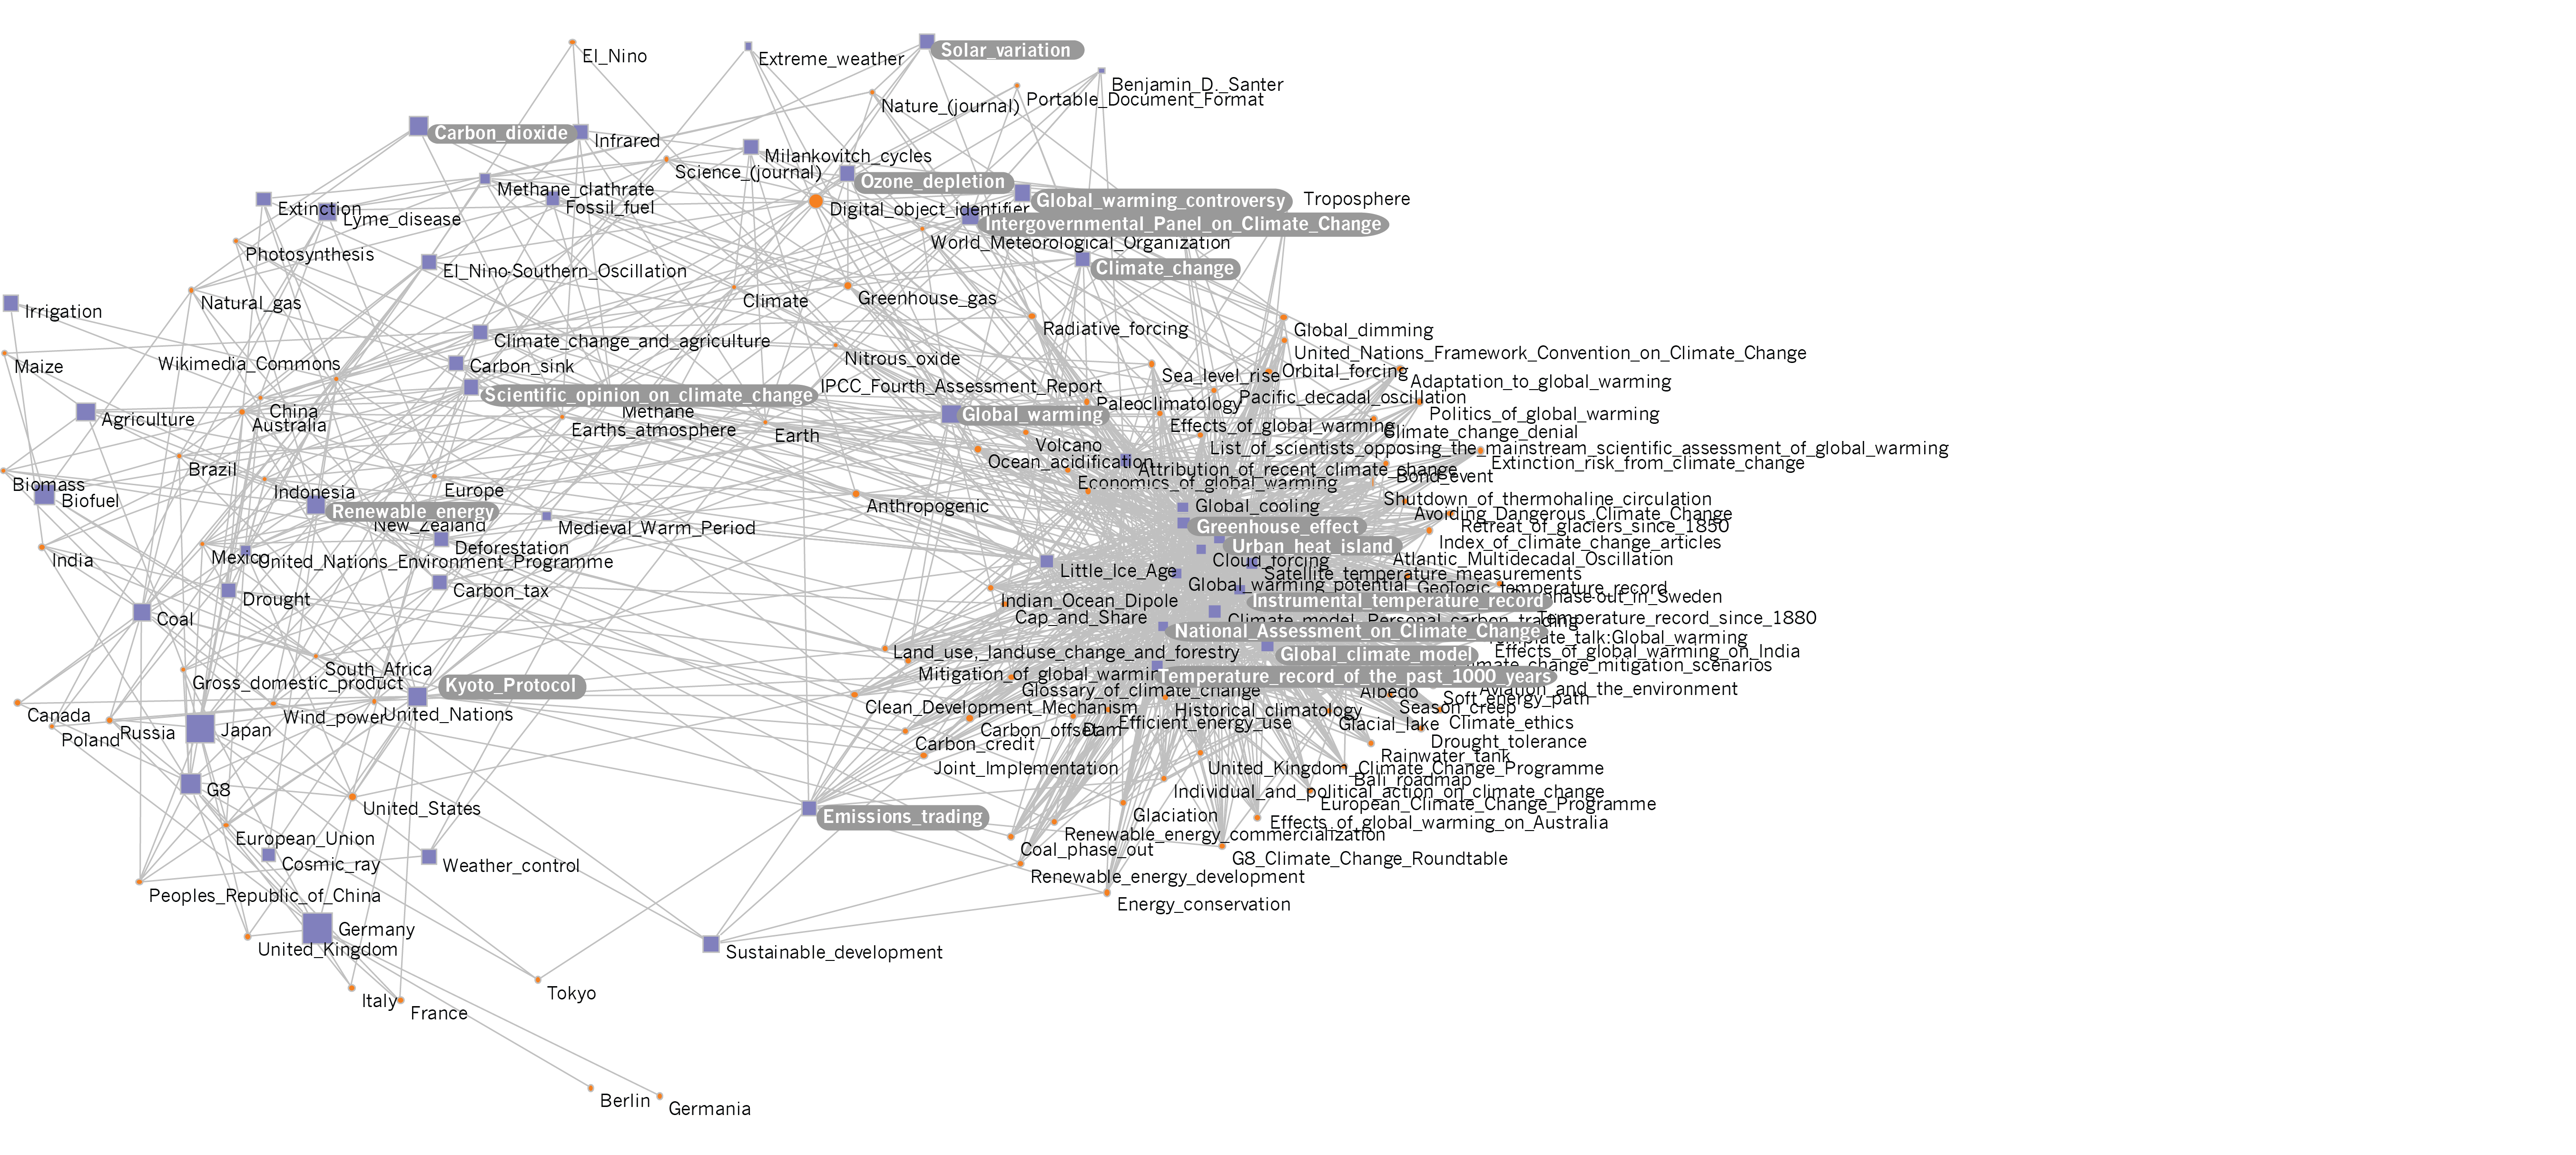 El_Nino
Extreme_weather
Solar_variation
Benjamin_D._Santer
Portable_Document_Format
Nature_(journal)
Carbon_dioxide
Infrared
Milankovitch_cycles
Science_(journal)
Ozone_depletion
Methane_clathrate
Fossil_fuel
Global_warming_controversy
Troposphere
Extinction
Lyme_disease
Digital_object_identifier
Intergovernmental_Panel_on_Climate_Change
World_Meteorological_Organization
Photosynthesis
El_Nino-Southern_Oscillation
Climate_change
Natural_gas
Climate
Greenhouse_gas
Irrigation
Radiative_forcing
Global_dimming
Climate_change_and_agriculture
United_Nations_Framework_Convention_on_Climate_Change
Nitrous_oxide
Wikimedia_Commons
Carbon_sink
Maize
Sea_level_rise
Orbital_forcing
Adaptation_to_global_warming
IPCC_Fourth_Assessment_Report
Scientific_opinion_on_climate_change
Pacific_decadal_oscillation
Paleoclimatology
China
Methane
Global_warming
Politics_of_global_warming
Agriculture
Australia
Earths_atmosphere
Earth
Effects_of_global_warming
Climate_change_denial
Volcano
List_of_scientists_opposing_the_mainstream_scientific_assessment_of_global_warming
Ocean_acidification
Extinction_risk_from_climate_change
Brazil
Attribution_of_recent_climate_change
Bond_event
Biomass
Economics_of_global_warming
Indonesia
Europe
Biofuel
Shutdown_of_thermohaline_circulation
Anthropogenic
Global_cooling
Renewable_energy
Avoiding_Dangerous_Climate_Change
New_Zealand
Medieval_Warm_Period
Greenhouse_effect
Retreat_of_glaciers_since_1850
Index_of_climate_change_articles
Deforestation
Urban_heat_island
India
Mexico
United_Nations_Environment_Programme
Cloud_forcing
Atlantic_Multidecadal_Oscillation
Little_Ice_Age
Satellite_temperature_measurements
Global_warming_potential
Geologic_temperature_record
Carbon_tax
Drought
Indian_Ocean_Dipole
Instrumental_temperature_record
Cap_and_Share
Climate_model
Personal_carbon_trading
Temperature_record_since_1880
Coal
National_Assessment_on_Climate_Change
Template_talk:Global_warming
Land_use,_landuse_change_and_forestry
Global_climate_model
Effects_of_global_warming_on_India
South_Africa
Climate_change_mitigation_scenarios
Mitigation_of_global_warming
Temperature_record_of_the_past_1000_years
Gross_domestic_product
Kyoto_Protocol
Glossary_of_climate_change
Albedo
Aviation_and_the_environment
Soft_energy_path
Clean_Development_Mechanism
Historical_climatology
Season_creep
Canada
Wind_power
United_Nations
Efficient_energy_use
Glacial_lake
Climate_ethics
Poland
Russia
Japan
Carbon_offset
Dam
Carbon_credit
Drought_tolerance
Rainwater_tank
Joint_Implementation
United_Kingdom_Climate_Change_Programme
Bali_roadmap
G8
Individual_and_political_action_on_climate_change
United_States
European_Climate_Change_Programme
Emissions_trading
Glaciation
Effects_of_global_warming_on_Australia
European_Union
Renewable_energy_commercialization
Coal_phase_out
Cosmic_ray
Weather_control
G8_Climate_Change_Roundtable
Renewable_energy_development
Peoples_Republic_of_China
Energy_conservation
Germany
United_Kingdom
Sustainable_development
Tokyo
Italy
France
Berlin
Germania